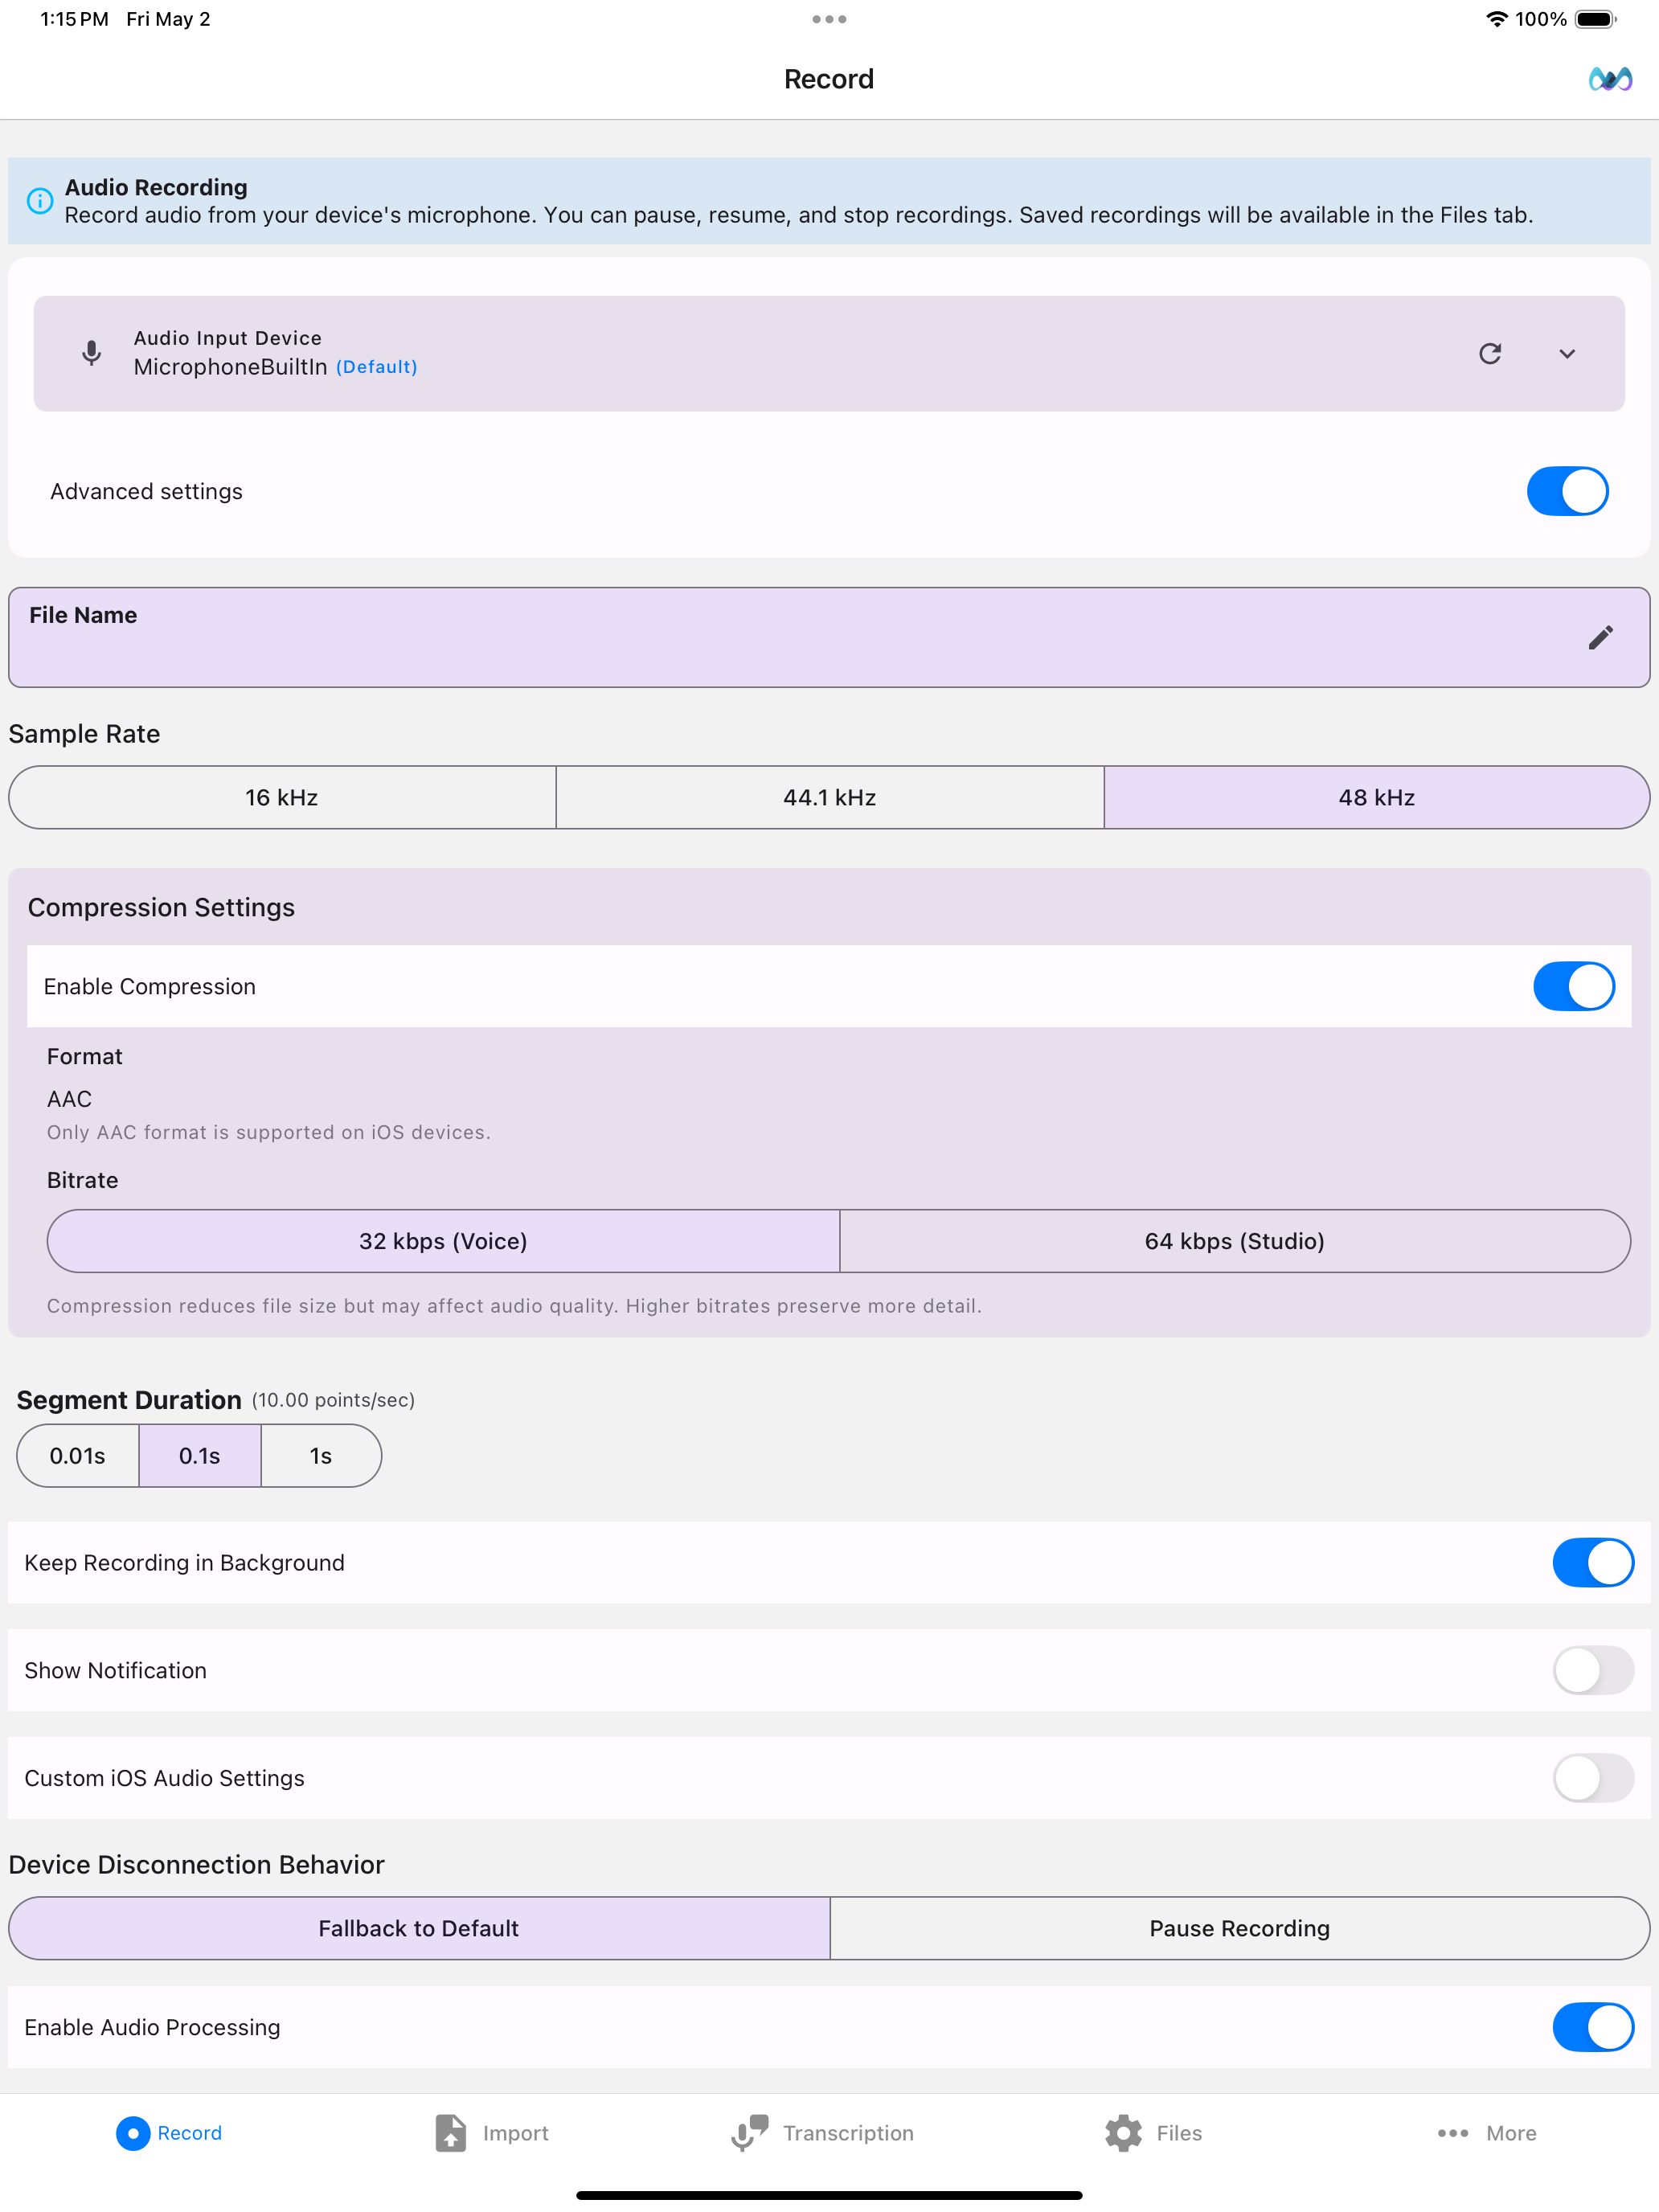 1:15 PM Fri May 2
100%
Record
Audio Recording
Record audio from your device's microphone. You can pause, resume, and stop recordings. Saved recordings will be available in the Files tab.
Audio Input Device
MicrophoneBuiltIn (Default)
Advanced settings
File Name
Sample Rate
16 kHz 44.1 kHz 48 kHz
Compression Settings
Enable Compression
Format
AAC
Only AAC format is supported on iOS devices.
Bitrate
32 kbps (Voice) 64 kbps (Studio)
Compression reduces file size but may affect audio quality. Higher bitrates preserve more detail.
Segment Duration (10.00 points/sec)
0.01s 0.1s 1s
Keep Recording in Background
Show Notification
Custom iOS Audio Settings
Device Disconnection Behavior
Fallback to Default Pause Recording
Enable Audio Processing
Record Import Transcription Files More